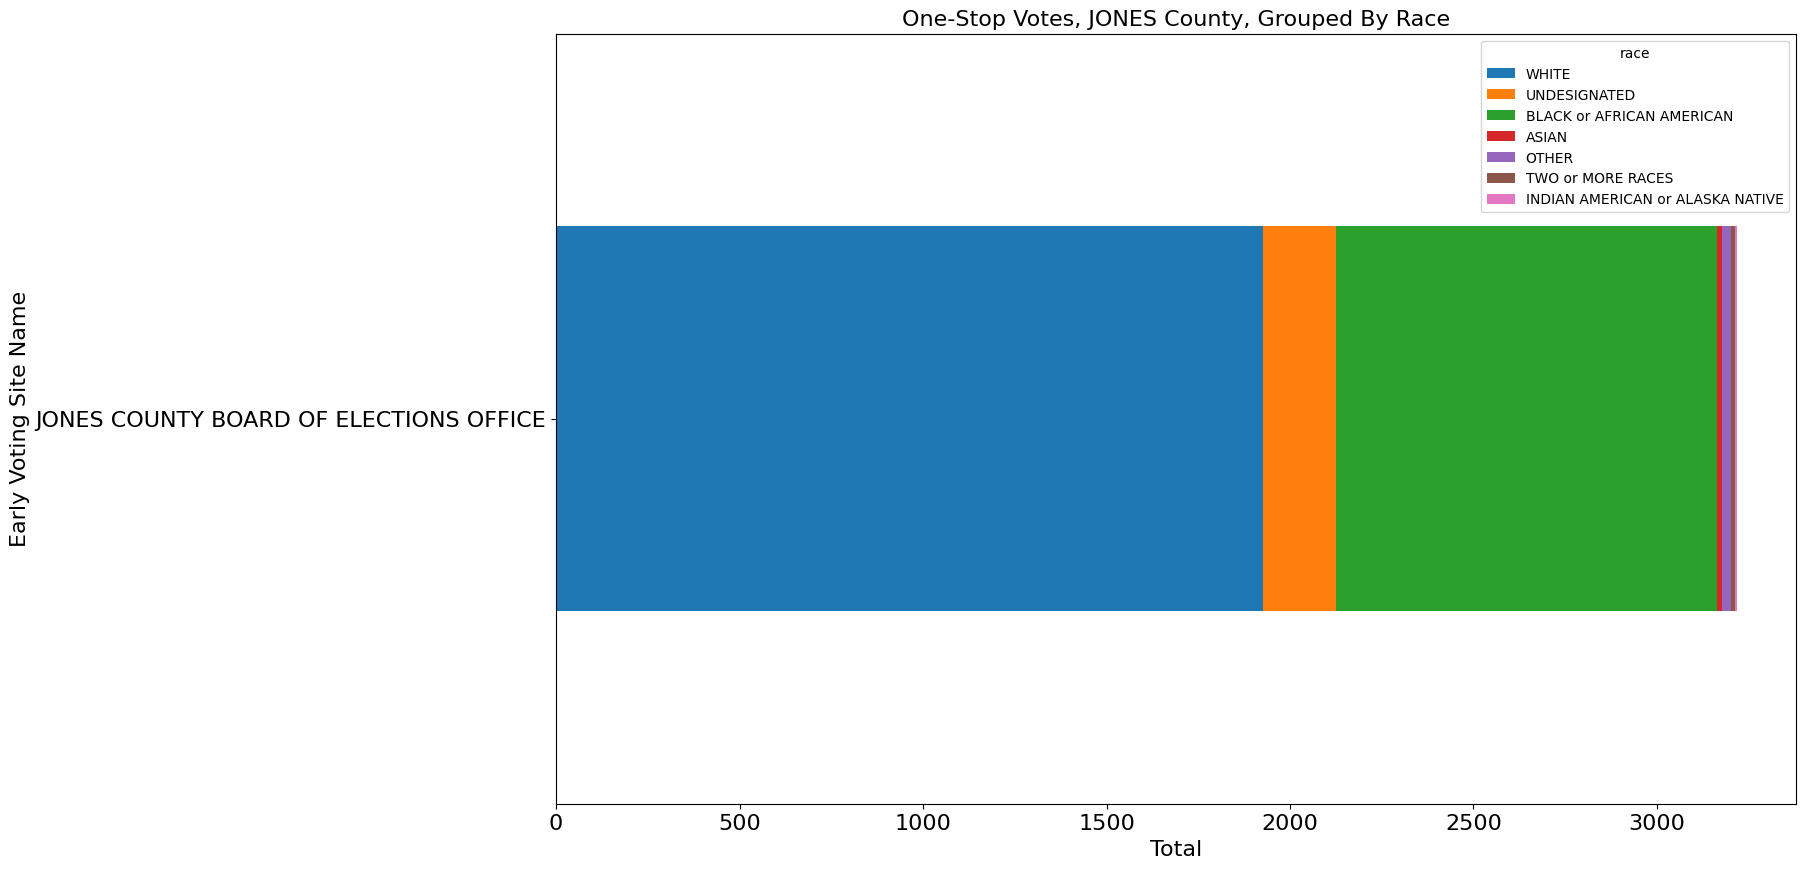 One-Stop Votes, JONES County, Grouped By Race
race
WHITE
UNDESIGNATED
BLACK or AFRICAN AMERICAN
ASIAN
OTHER
TWO or MORE RACES
INDIAN AMERICAN or ALASKA NATIVE
Early Voting Site Name
JONES COUNTY BOARD OF ELECTIONS OFFICE
0 500 1000 1500 2000 2500 3000
Total